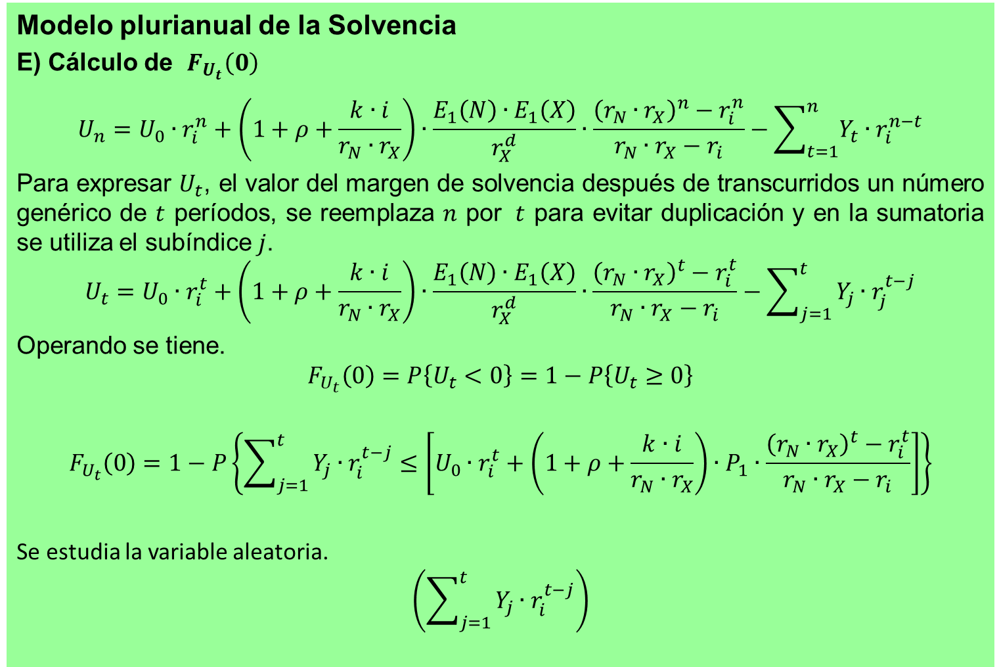 Modelo plurianual de la Solvencia
E) Cálculo de $F_{U_t}(0)$
$U_n = U_0 \cdot r_i^n + \left(1 + \rho + \frac{k \cdot i}{r_N \cdot r_X}\right) \cdot \frac{E_1(N) \cdot E_1(X)}{r_X^d} \cdot \frac{(r_N \cdot r_X)^n - r_i^n}{r_N \cdot r_X - r_i} - \sum_{t=1}^{n} Y_t \cdot r_i^{n-t}$
Para expresar $U_t$, el valor del margen de solvencia después de transcurridos un número
genérico de $t$ períodos, se reemplaza $n$ por $t$ para evitar duplicación y en la sumatoria
se utiliza el subíndice $j$.
$U_t = U_0 \cdot r_i^t + \left(1 + \rho + \frac{k \cdot i}{r_N \cdot r_X}\right) \cdot \frac{E_1(N) \cdot E_1(X)}{r_X^d} \cdot \frac{(r_N \cdot r_X)^t - r_i^t}{r_N \cdot r_X - r_i} - \sum_{j=1}^{t} Y_j \cdot r_j^{t-j}$
Operando se tiene.
$F_{U_t}(0) = P\{U_t < 0\} = 1 - P\{U_t \geq 0\}$
$F_{U_t}(0) = 1 - P\left\{\sum_{j=1}^{t} Y_j \cdot r_i^{t-j} \leq \left[U_0 \cdot r_i^t + \left(1 + \rho + \frac{k \cdot i}{r_N \cdot r_X}\right) \cdot P_1 \cdot \frac{(r_N \cdot r_X)^t - r_i^t}{r_N \cdot r_X - r_i}\right]\right\}$
Se estudia la variable aleatoria.
$\left(\sum_{j=1}^{t} Y_j \cdot r_i^{t-j}\right)$